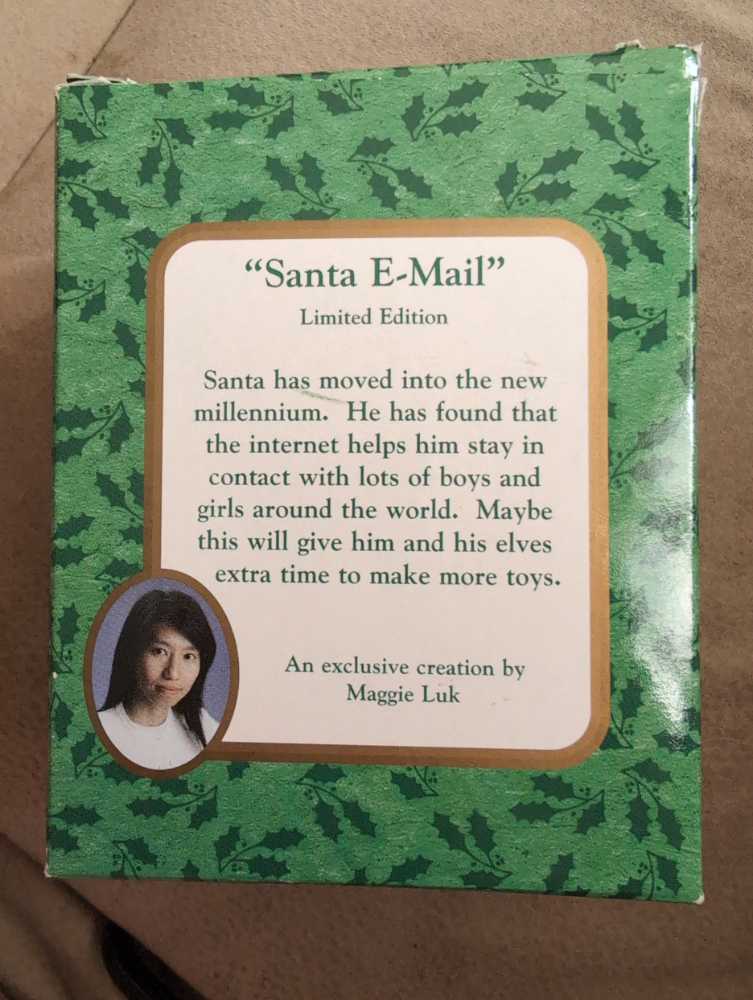 “Santa E-Mail”
Limited Edition
Santa has moved into the new
millennium. He has found that
the internet helps him stay in
contact with lots of boys and
girls around the world. Maybe
this will give him and his elves
extra time to make more toys.
An exclusive creation by
Maggie Luk